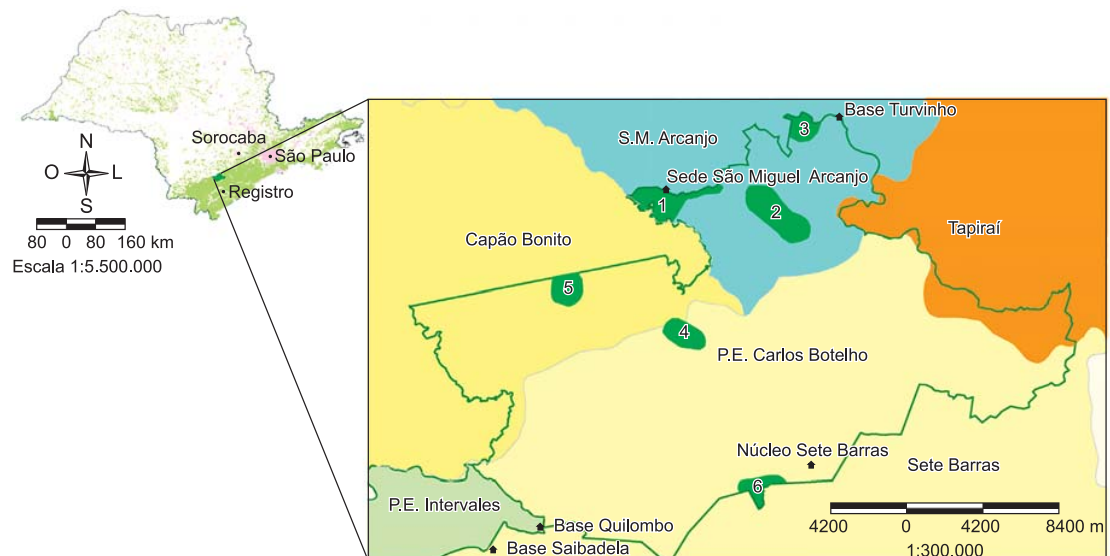 Sorocaba
São Paulo
Registro
N
O L
S
80 0 80 160 km
Escala 1:5.500.000
Base Turvinho
3
S.M. Arcanjo
Sede São Miguel Arcanjo
1
2
Tapiraí
Capão Bonito
5
4
P.E. Carlos Botelho
Núcleo Sete Barras
Sete Barras
6
P.E. Intervales
Base Quilombo
Base Saibadela
4200 0 4200 8400 m
1:300.000